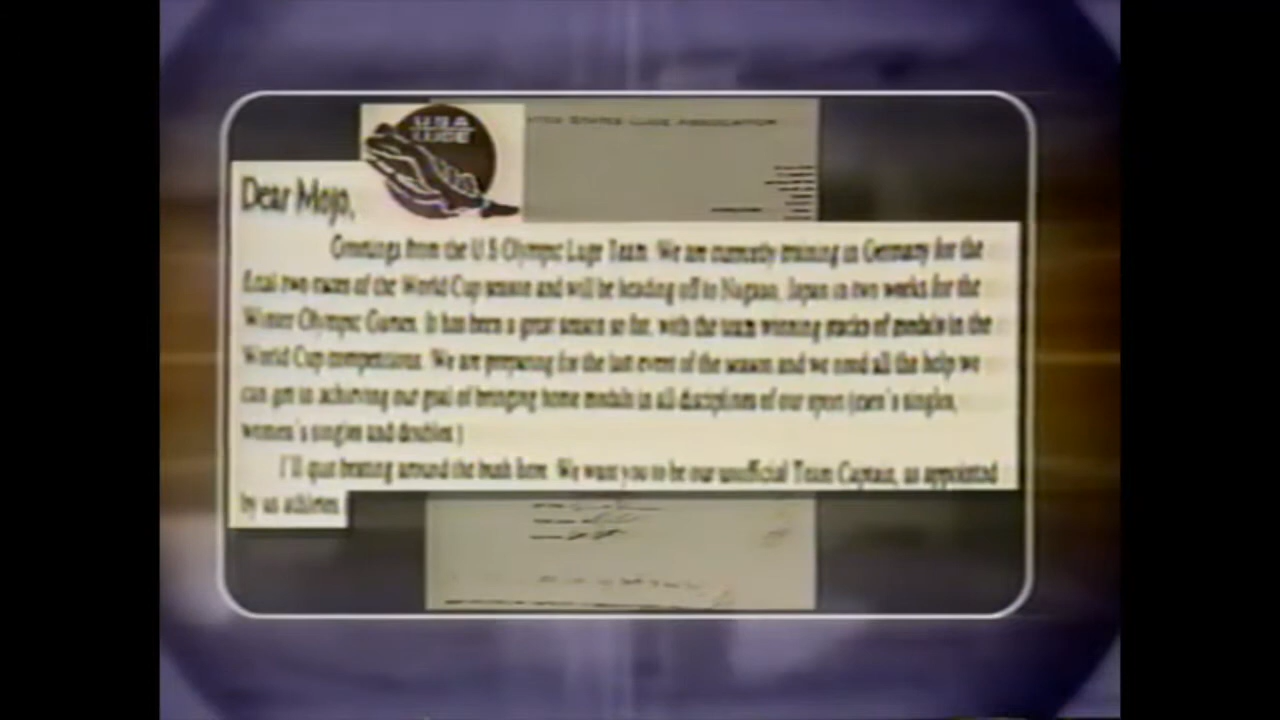 USA
LUGE
UNITED STATES LUGE ASSOCIATION
Dear Mojo,
Greetings from the U S Olympic Luge Team. We are currently training in Germany for the
final two races of the World Cup season and will be heading off to Nagano, Japan in two weeks for the
Winter Olympic Games. It has been a great season so far, with the team winning stacks of medals in the
World Cup competitions. We are preparing for the last event of the season and we need all the help we
can get in achieving our goal of bringing home medals in all disciplines of our sport (men's singles,
women's singles and doubles.)
I'll quit beating around the bush here. We want you to be our unofficial Team Captain, as appointed
by us athletes.